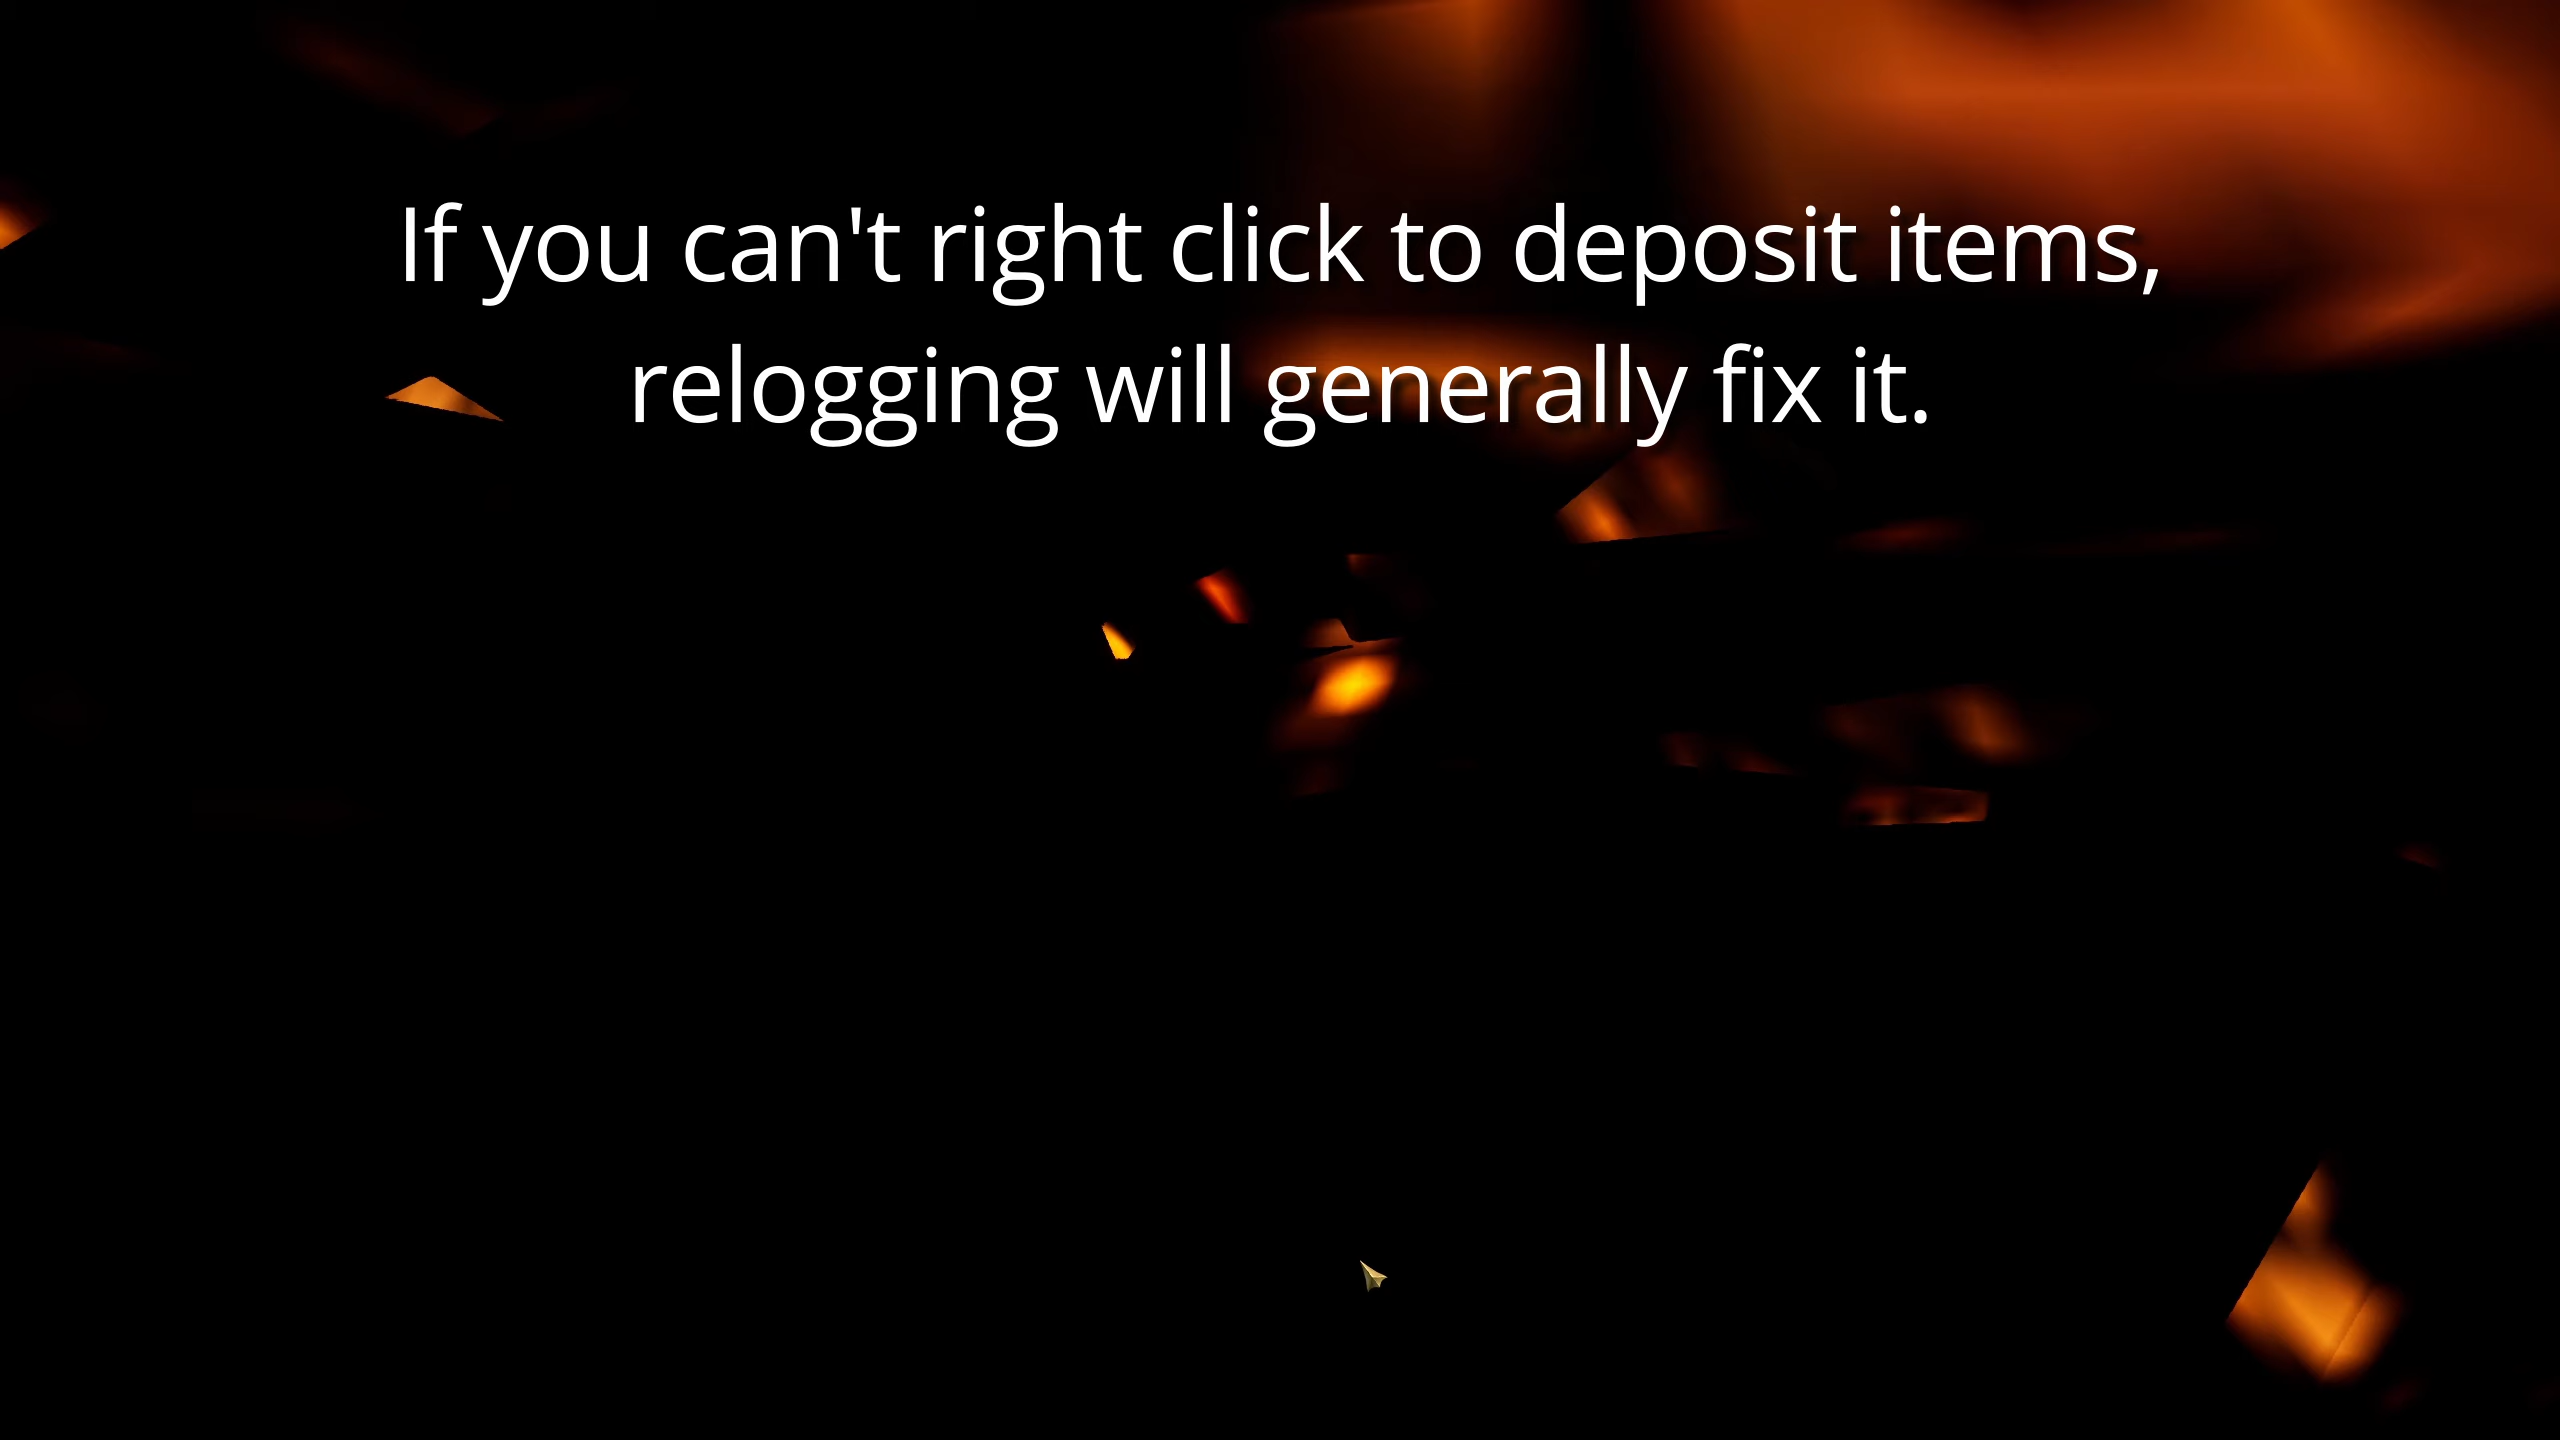 If you can't right click to deposit items,
relogging will generally fix it.